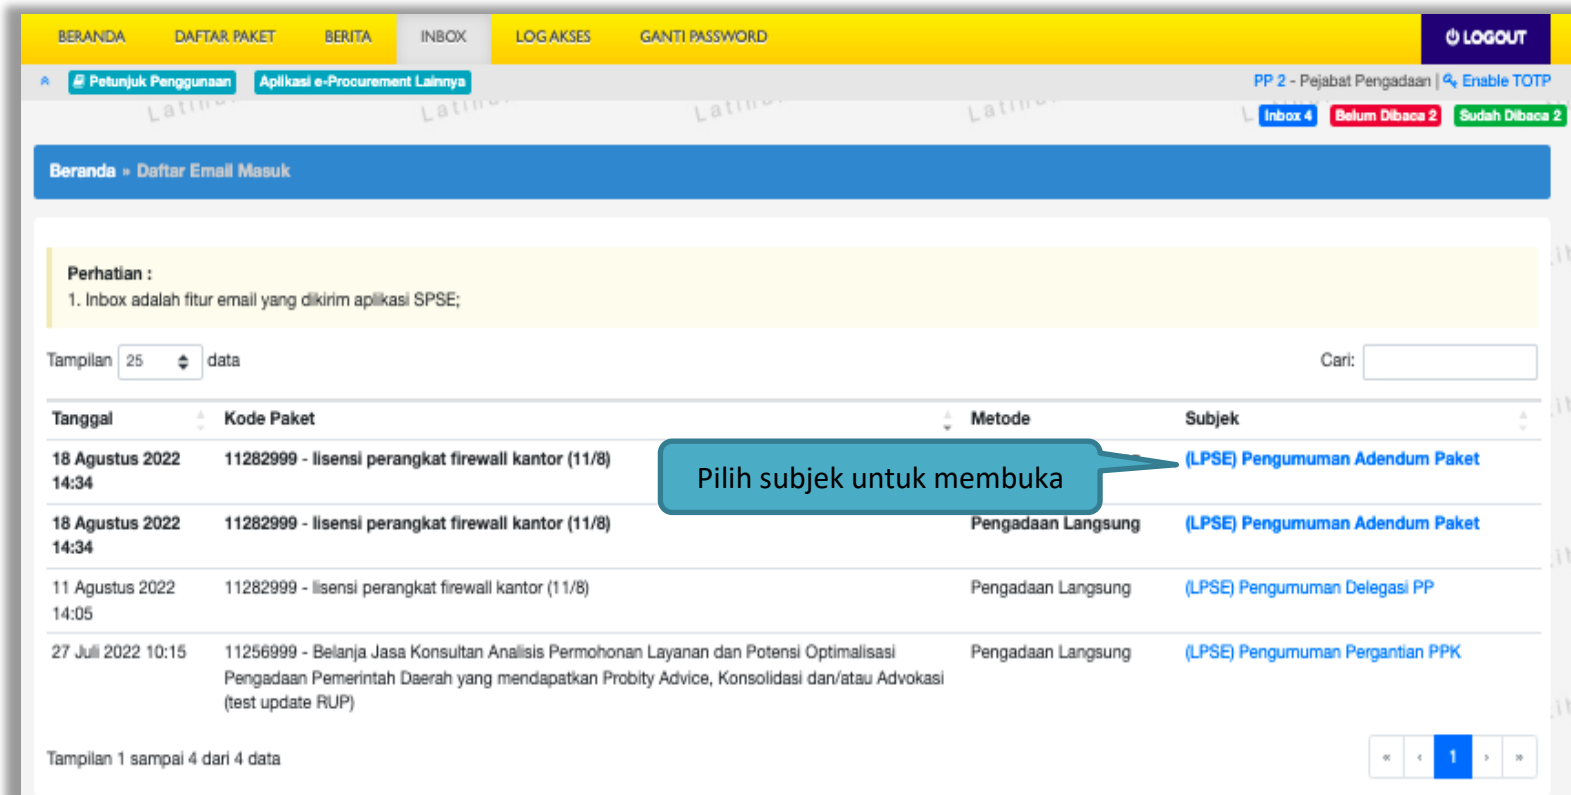 BERANDA DAFTAR PAKET BERITA INBOX LOG AKSES GANTI PASSWORD LOGOUT
Petunjuk Penggunaan Aplikasi e-Procurement Lainnya PP 2 - Pejabat Pengadaan | Enable TOTP
Inbox 4 Belum Dibaca 2 Sudah Dibaca 2
Beranda » Daftar Email Masuk
Perhatian :
1. Inbox adalah fitur email yang dikirim aplikasi SPSE;
Tampilan 25 data Cari:
Tanggal Kode Paket Metode Subjek
18 Agustus 2022 11282999 - lisensi perangkat firewall kantor (11/8) (LPSE) Pengumuman Adendum Paket
14:34
Pilih subjek untuk membuka
18 Agustus 2022 11282999 - lisensi perangkat firewall kantor (11/8) Pengadaan Langsung (LPSE) Pengumuman Adendum Paket
14:34
11 Agustus 2022 11282999 - lisensi perangkat firewall kantor (11/8) Pengadaan Langsung (LPSE) Pengumuman Delegasi PP
14:05
27 Juli 2022 10:15 11256999 - Belanja Jasa Konsultan Analisis Permohonan Layanan dan Potensi Optimalisasi Pengadaan Langsung (LPSE) Pengumuman Pergantian PPK
Pengadaan Pemerintah Daerah yang mendapatkan Probity Advice, Konsolidasi dan/atau Advokasi
(test update RUP)
Tampilan 1 sampai 4 dari 4 data « ‹ 1 › »